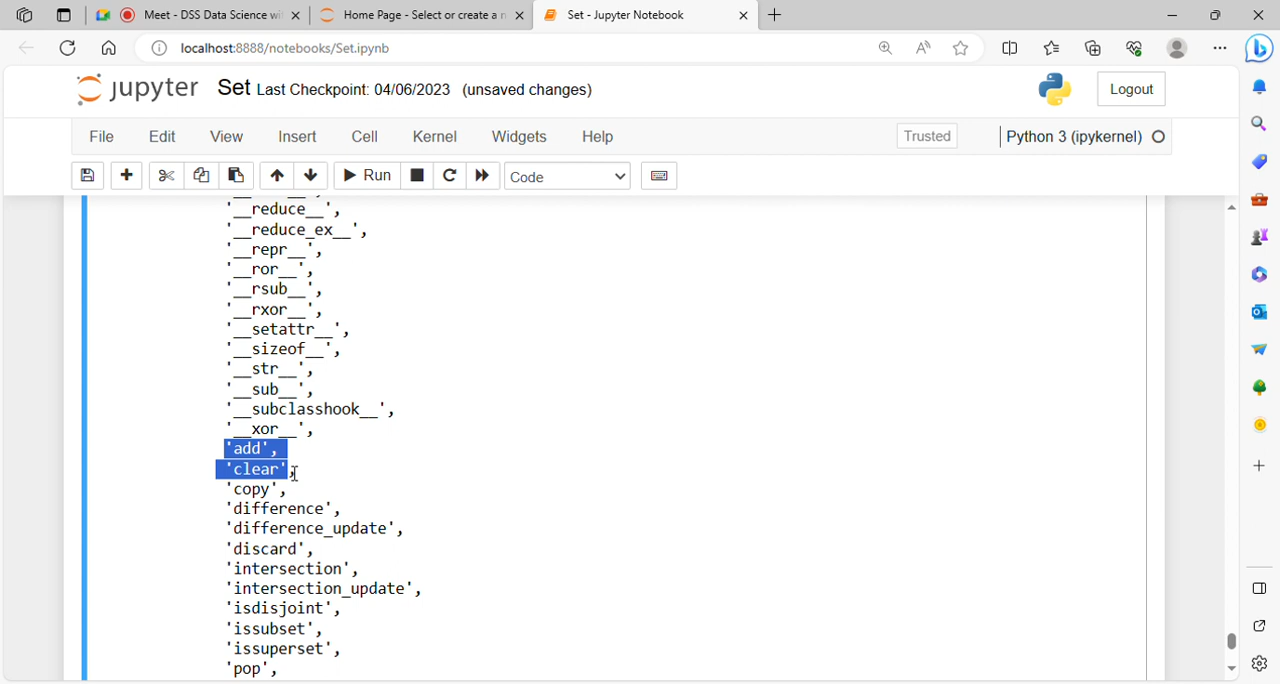 Meet - DSS Data Science wi
Home Page - Select or create a n
Set - Jupyter Notebook
localhost:8888/notebooks/Set.ipynb
jupyter Set Last Checkpoint: 04/06/2023 (unsaved changes)
Logout
File Edit View Insert Cell Kernel Widgets Help
Trusted
Python 3 (ipykernel)
Run
Code
'__reduce__',
'__reduce_ex__',
'__repr__',
'__ror__',
'__rsub__',
'__rxor__',
'__setattr__',
'__sizeof__',
'__str__',
'__sub__',
'__subclasshook__',
'__xor__',
'add',
'clear',
'copy',
'difference',
'difference_update',
'discard',
'intersection',
'intersection_update',
'isdisjoint',
'issubset',
'issuperset',
'pop',